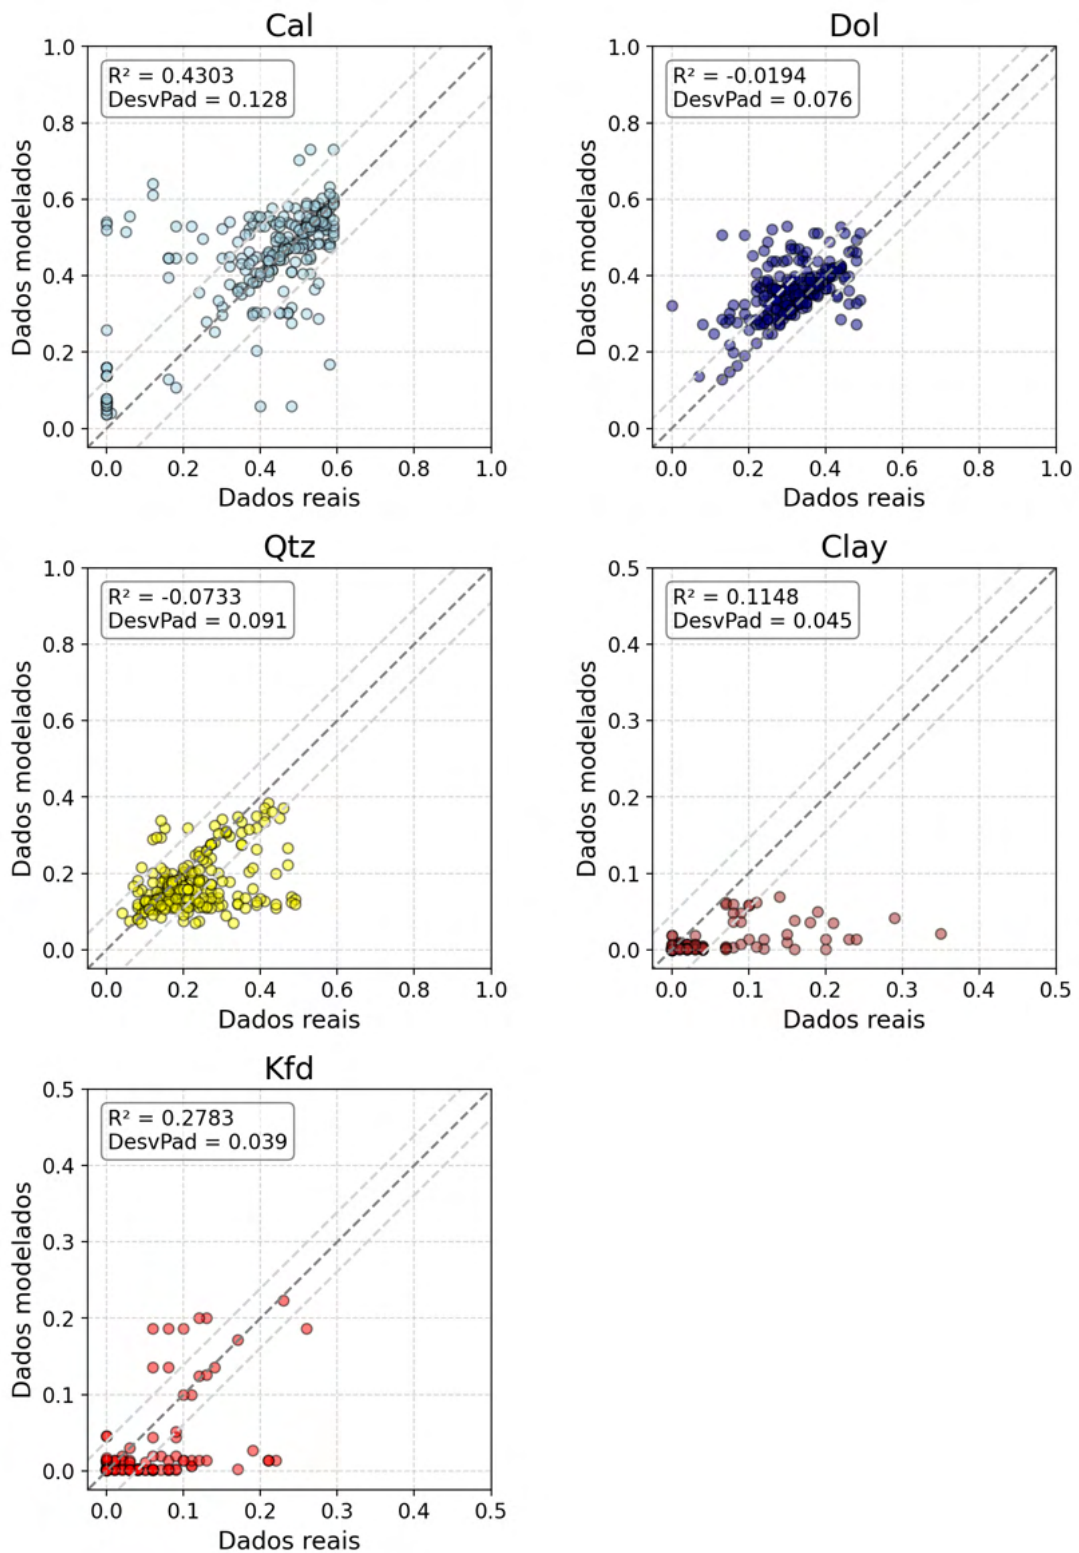 Cal
R² = 0.4303
DesvPad = 0.128
1.0
0.8
0.6
0.4
0.2
0.0
Dados modelados
0.0 0.2 0.4 0.6 0.8 1.0
Dados reais
Dol
R² = -0.0194
DesvPad = 0.076
1.0
0.8
0.6
0.4
0.2
0.0
Dados modelados
0.0 0.2 0.4 0.6 0.8 1.0
Dados reais
Qtz
R² = -0.0733
DesvPad = 0.091
1.0
0.8
0.6
0.4
0.2
0.0
Dados modelados
0.0 0.2 0.4 0.6 0.8 1.0
Dados reais
Clay
R² = 0.1148
DesvPad = 0.045
0.5
0.4
0.3
0.2
0.1
0.0
Dados modelados
0.0 0.1 0.2 0.3 0.4 0.5
Dados reais
Kfd
R² = 0.2783
DesvPad = 0.039
0.5
0.4
0.3
0.2
0.1
0.0
Dados modelados
0.0 0.1 0.2 0.3 0.4 0.5
Dados reais